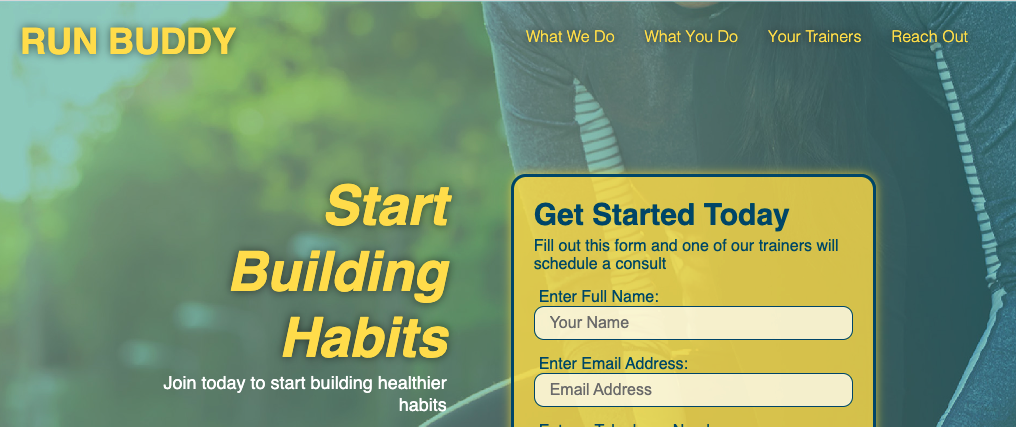 RUN BUDDY
What We Do Your Trainers What You Do Reach Out
Start
Building
Habits
Join today to start building healthier
habits
Get Started Today
Fill out this form and one of our trainers will
schedule a consult
Enter Full Name:
Your Name
Enter Email Address:
Email Address